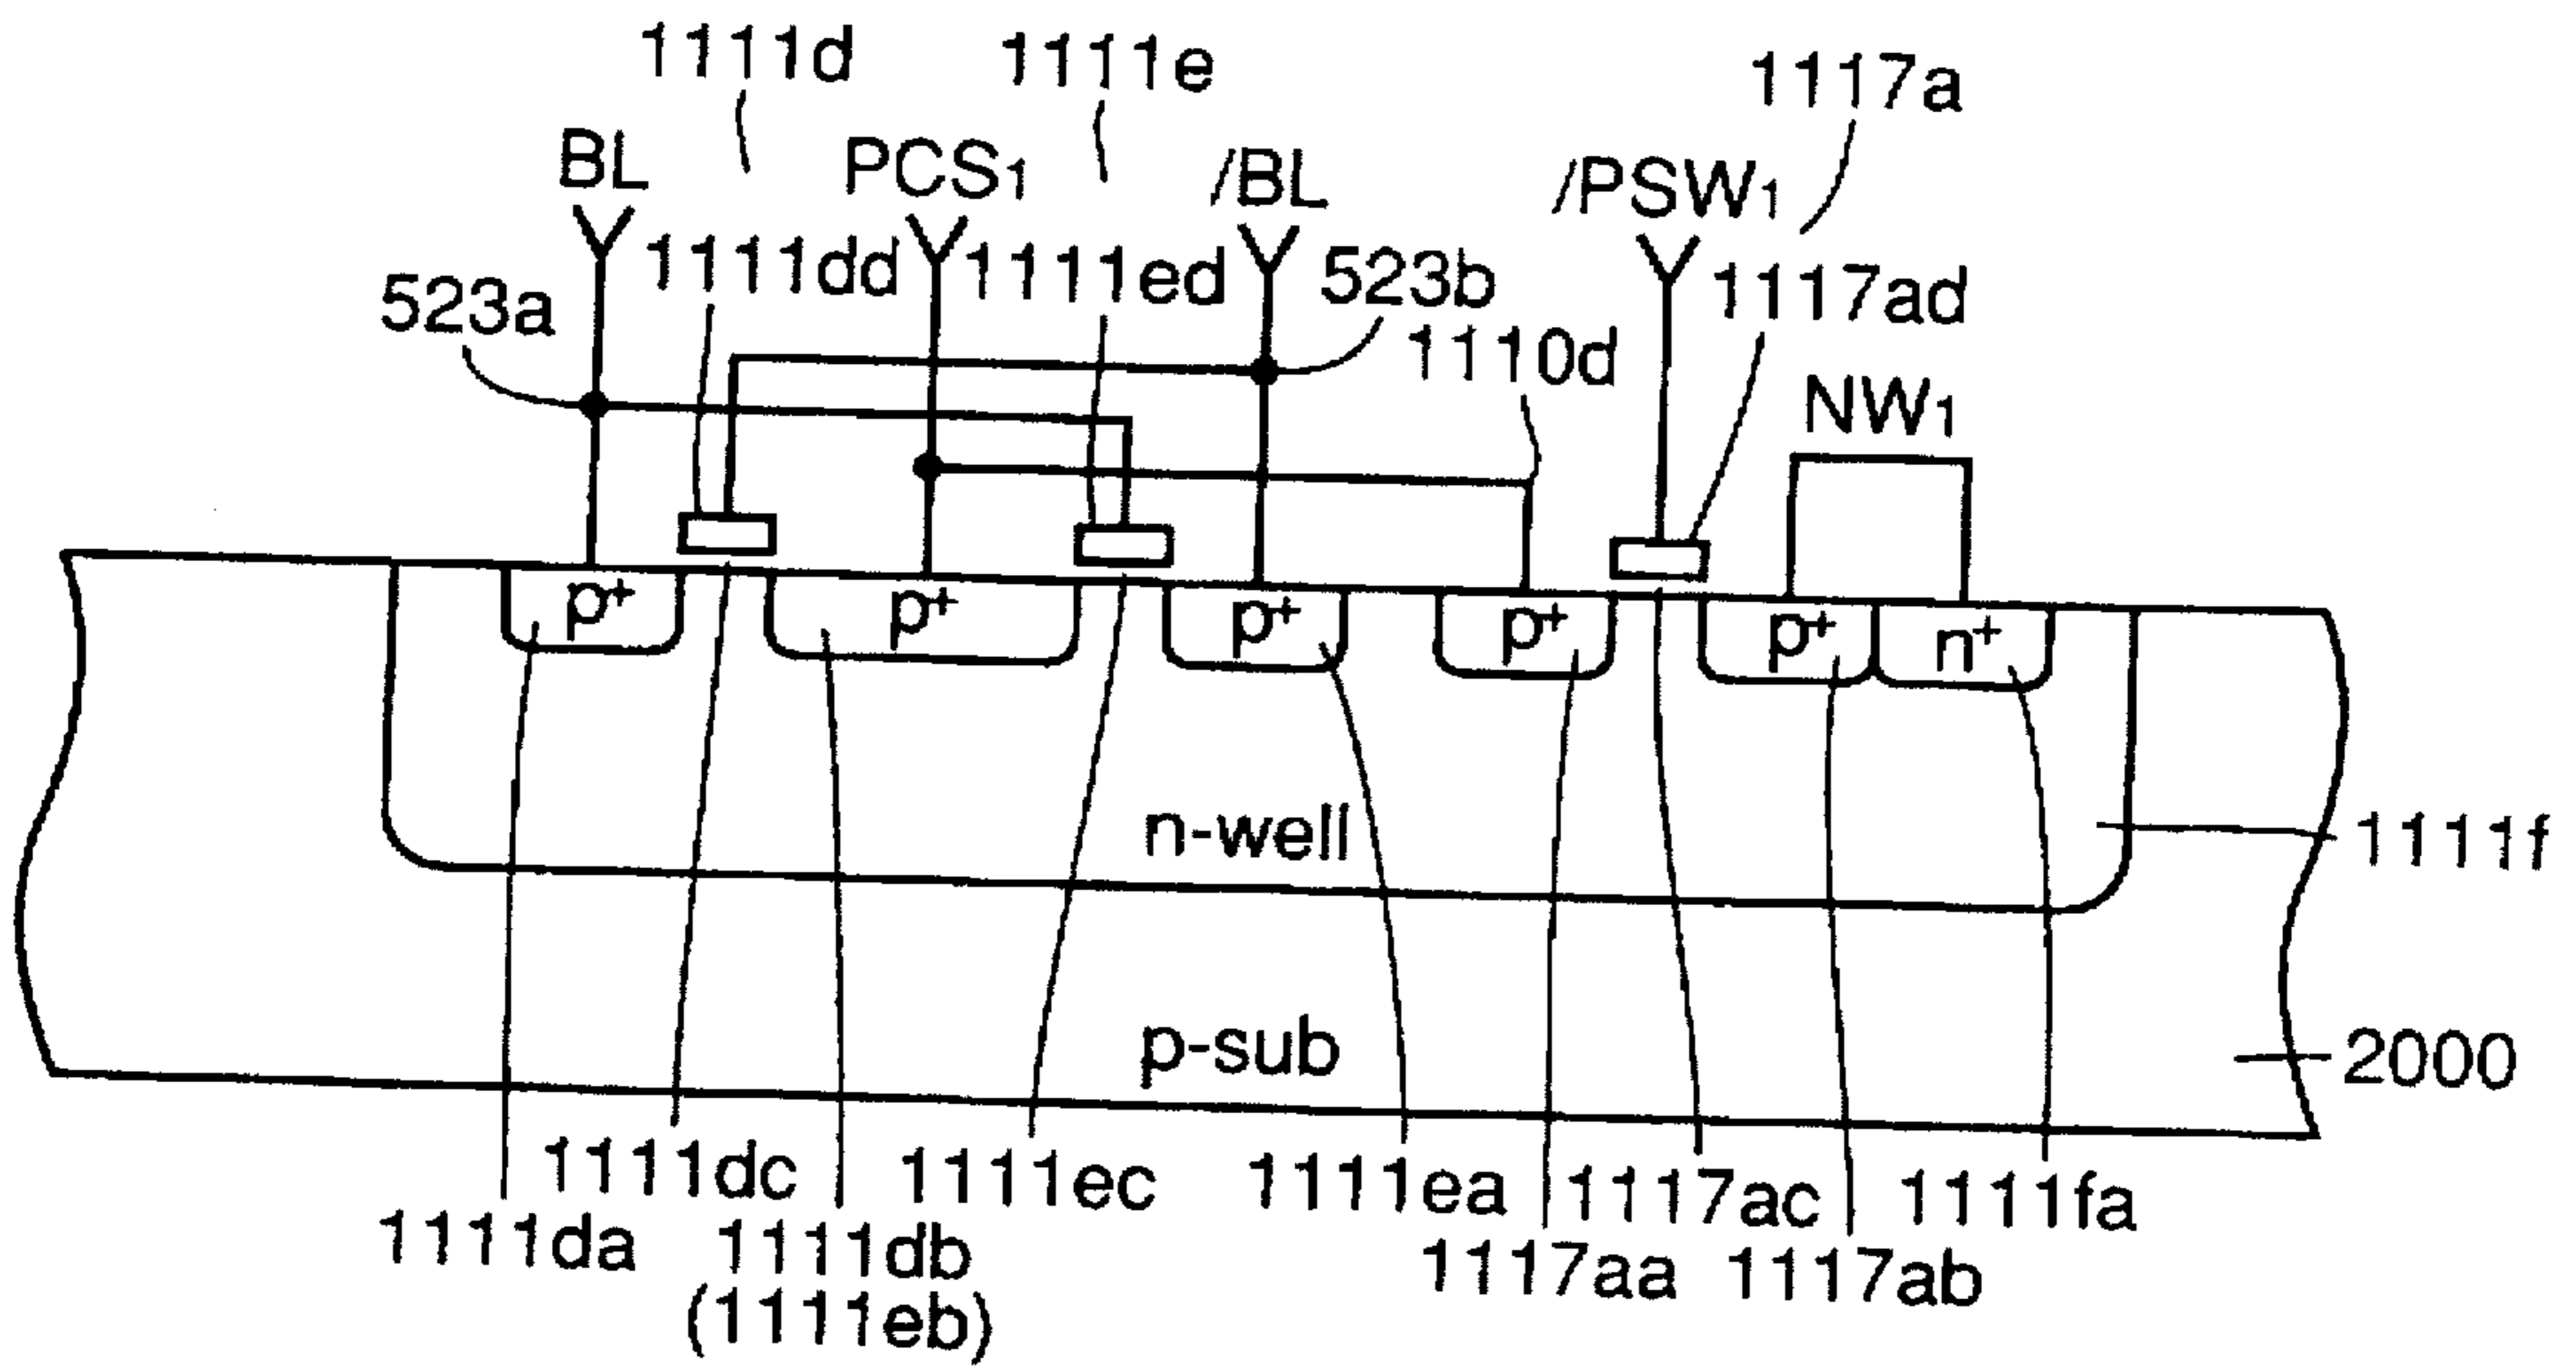 1111d
1111e
1117a
BL
PCS1
/BL
/PSW1
523a
1111dd
1111ed
523b
1110d
1117ad
NW1
p+
p+
p+
p+
p+
n+
n-well
1111f
p-sub
2000
1111da
1111dc
1111db
(1111eb)
1111ec
1111ea
1117aa
1117ac
1117ab
1111fa